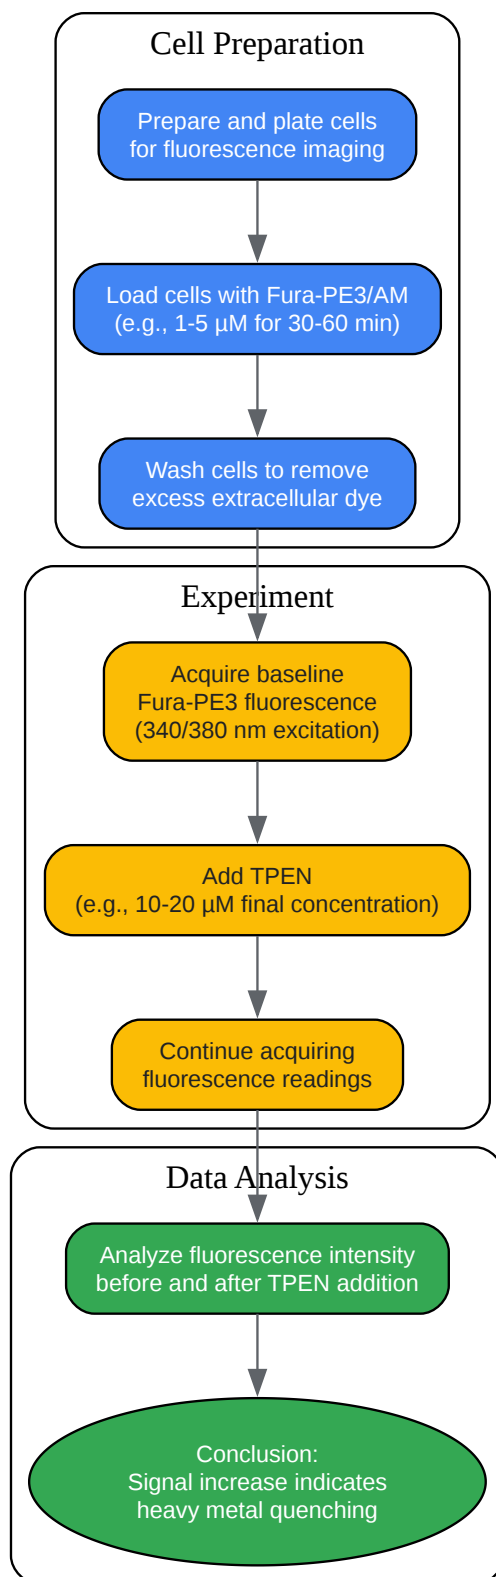 Cell Preparation
Prepare and plate cells
for fluorescence imaging
Load cells with Fura-PE3/AM
(e.g., 1-5 µM for 30-60 min)
Wash cells to remove
excess extracellular dye
Experiment
Acquire baseline
Fura-PE3 fluorescence
(340/380 nm excitation)
Add TPEN
(e.g., 10-20 µM final concentration)
Continue acquiring
fluorescence readings
Data Analysis
Analyze fluorescence intensity
before and after TPEN addition
Conclusion:
Signal increase indicates
heavy metal quenching